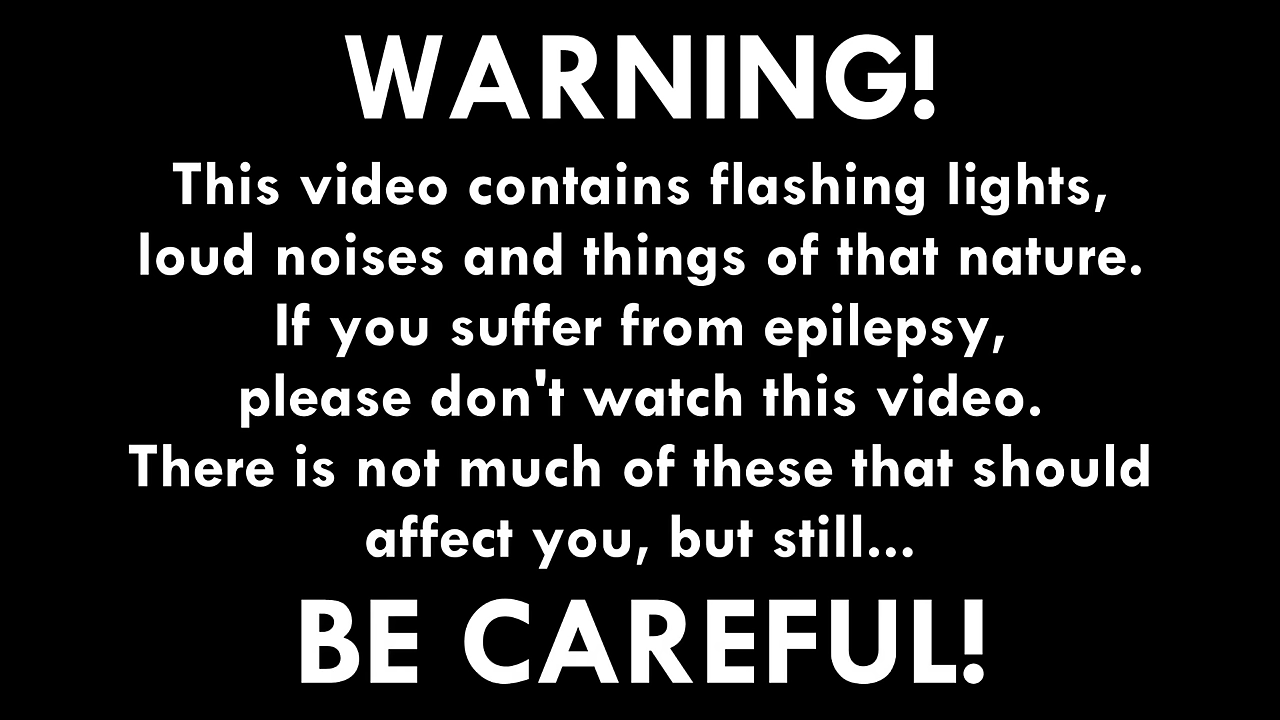 WARNING!
This video contains flashing lights,
loud noises and things of that nature.
If you suffer from epilepsy,
please don't watch this video.
There is not much of these that should
affect you, but still...
BE CAREFUL!